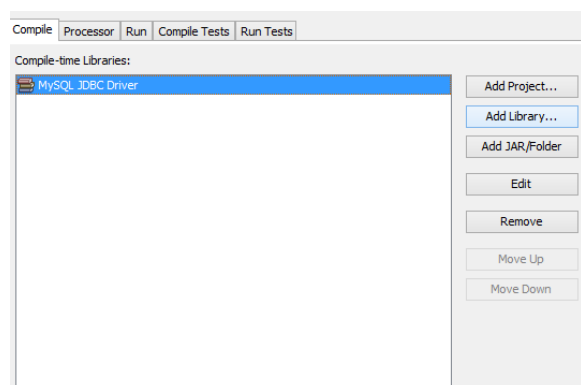 Compile Processor Run Compile Tests Run Tests
Compile-time Libraries:
MySQL JDBC Driver
Add Project...
Add Library...
Add JAR/Folder
Edit
Remove
Move Up
Move Down